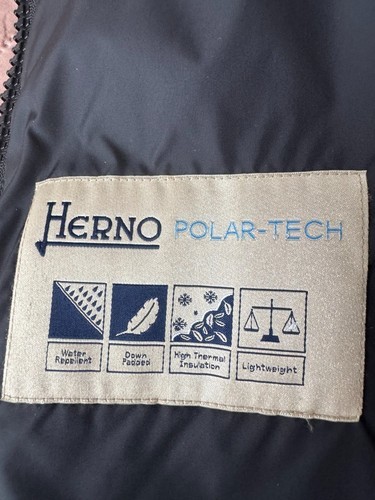 HERNO POLAR-TECH
Water
Repellent
Down
Padded
High Thermal
Insulation
Lightweight